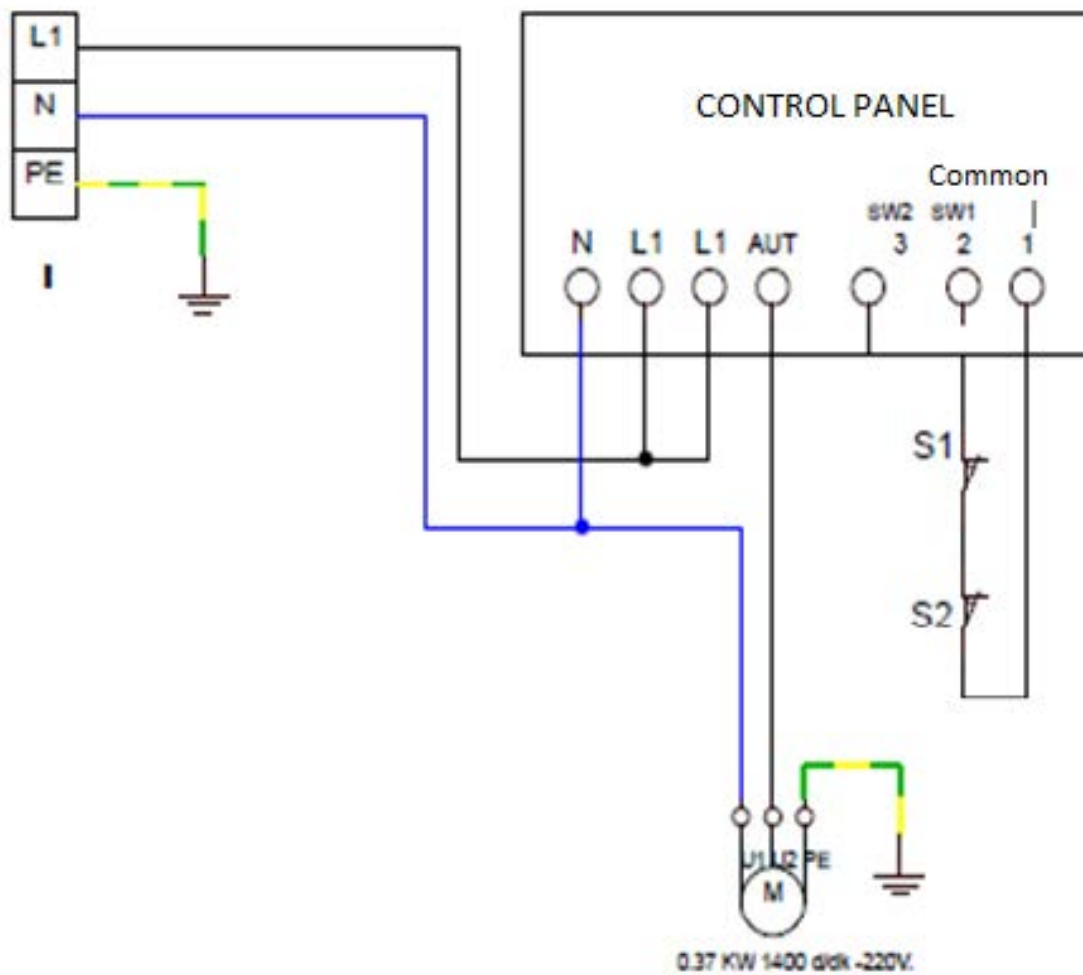 L1
N
PE
I
CONTROL PANEL
Common
SW2 SW1 |
N L1 L1 AUT 3 2 1
S1
S2
U1 U2 PE
M
0.37 KW 1400 d/dk ~220V.